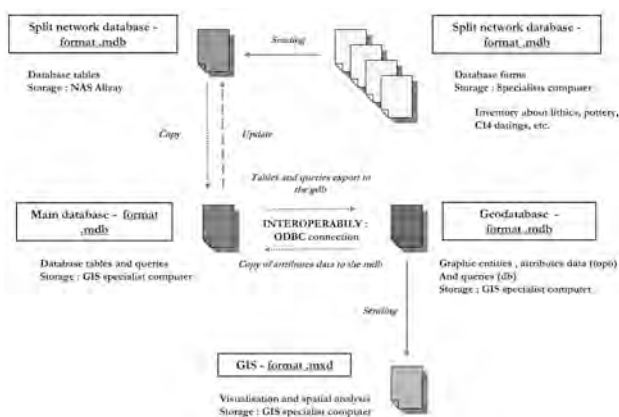 Split network database -
format .mdb
Database tables
Storage : NAS Allray
Sending
Split network database -
format .mdb
Database forms
Storage : Specialists computer
Inventory about lithics, pottery,
C14 datings, etc.
Copy
Update
Tables and queries export to
the gdb
Main database - format
.mdb
Database tables and queries
Storage : GIS specialist computer
INTEROPERABILY :
ODBC connection
Copy of attributes data to the mdb
Geodatabase -
format .mdb
Graphic entities , attributes data (topo)
And queries (db)
Storage : GIS specialist computer
Sending
GIS - format .mxd
Visualisation and spatial analysis
Storage : GIS specialist computer